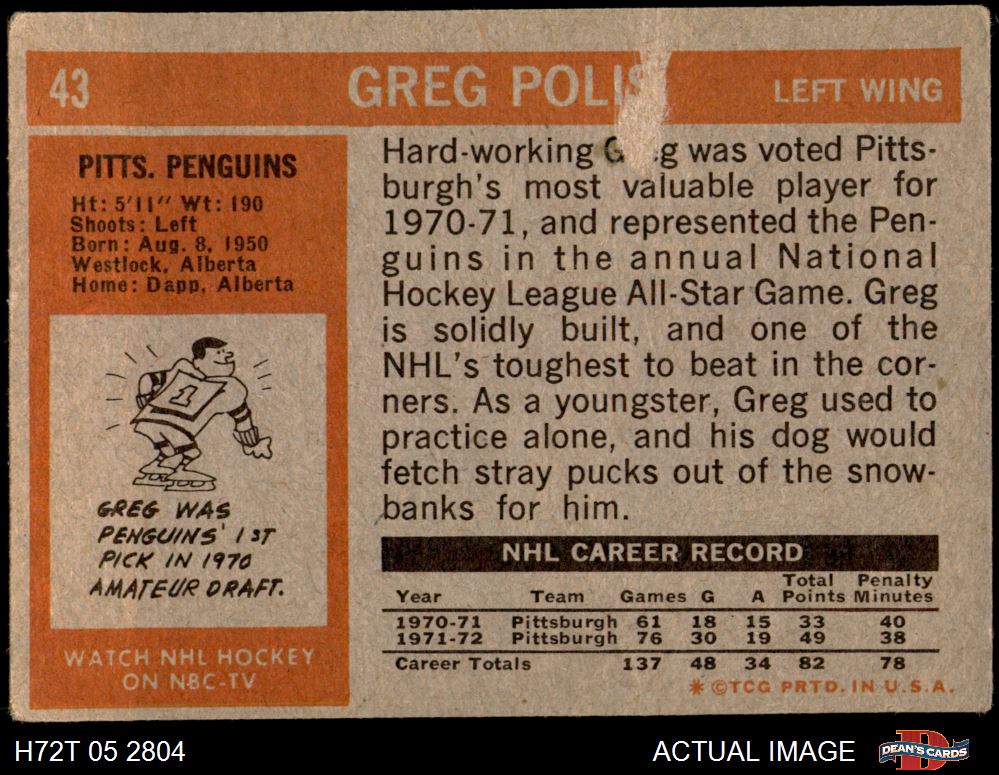 43 GREG POLIS LEFT WING
PITTS. PENGUINS
Ht: 5'11" Wt: 190
Shoots: Left
Born: Aug. 8, 1950
Westlock, Alberta
Home: Dapp, Alberta
1
GREG WAS
PENGUINS' 1ST
PICK IN 1970
AMATEUR DRAFT.
WATCH NHL HOCKEY
ON NBC-TV
Hard-working Greg was voted Pitts-
burgh's most valuable player for
1970-71, and represented the Pen-
guins in the annual National
Hockey League All-Star Game. Greg
is solidly built, and one of the
NHL's toughest to beat in the cor-
ners. As a youngster, Greg used to
practice alone, and his dog would
fetch stray pucks out of the snow-
banks for him.
NHL CAREER RECORD
Year Team Games G A Total Points Penalty Minutes
1970-71 Pittsburgh 61 18 15 33 40
1971-72 Pittsburgh 76 30 19 49 38
Career Totals 137 48 34 82 78
* ©TCG PRTD. IN U.S.A.
H72T 05 2804 ACTUAL IMAGE D DEAN'S CARDS